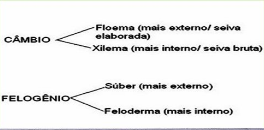 Floema (mais externo/ seiva
elaborada)
CÂMBIO
Xilema (mais interno/ seiva bruta)
Súber (mais externo)
FELOGÊNIO
Feloderma (mais interno)